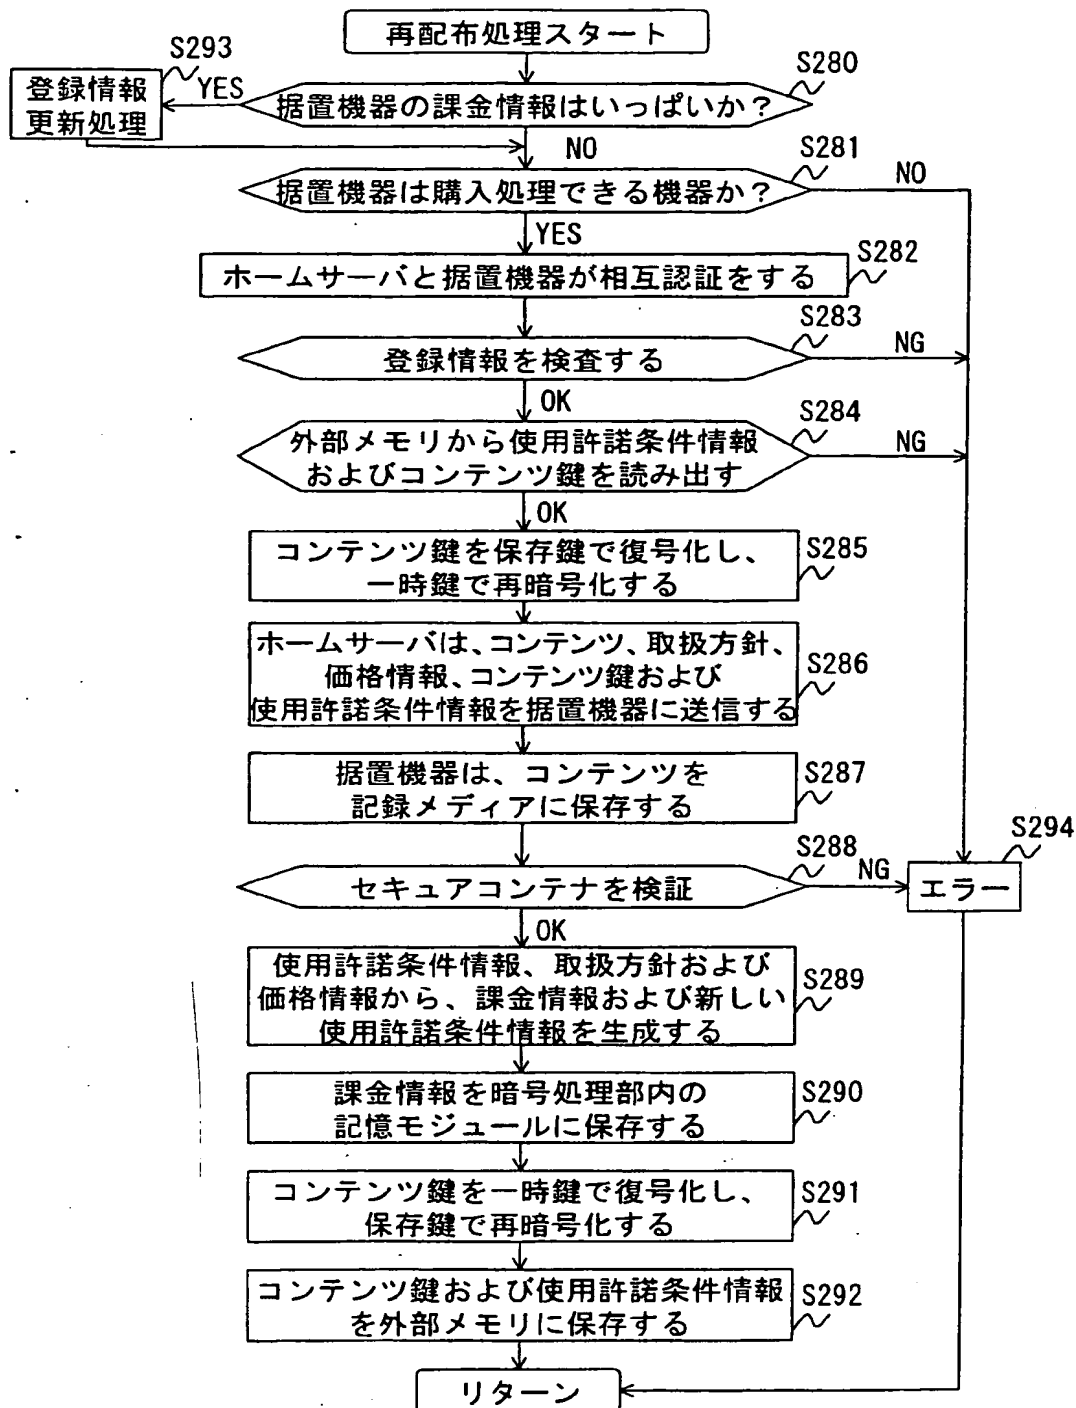 再配布処理スタート
S293
登録情報
更新処理
YES
S280
据置機器の課金情報はいっぱいか？
NO
S281
据置機器は購入処理できる機器か？
NO
YES
S282
ホームサーバと据置機器が相互認証をする
S283
登録情報を検査する
NG
OK
S284
外部メモリから使用許諾条件情報
およびコンテンツ鍵を読み出す
NG
OK
S285
コンテンツ鍵を保存鍵で復号化し、
一時鍵で再暗号化する
S286
ホームサーバは、コンテンツ、取扱方針、
価格情報、コンテンツ鍵および
使用許諾条件情報を据置機器に送信する
S287
据置機器は、コンテンツを
記録メディアに保存する
S288
セキュアコンテナを検証
NG
S294
エラー
OK
S289
使用許諾条件情報、取扱方針および
価格情報から、課金情報および新しい
使用許諾条件情報を生成する
S290
課金情報を暗号処理部内の
記憶モジュールに保存する
S291
コンテンツ鍵を一時鍵で復号化し、
保存鍵で再暗号化する
S292
コンテンツ鍵および使用許諾条件情報
を外部メモリに保存する
リターン